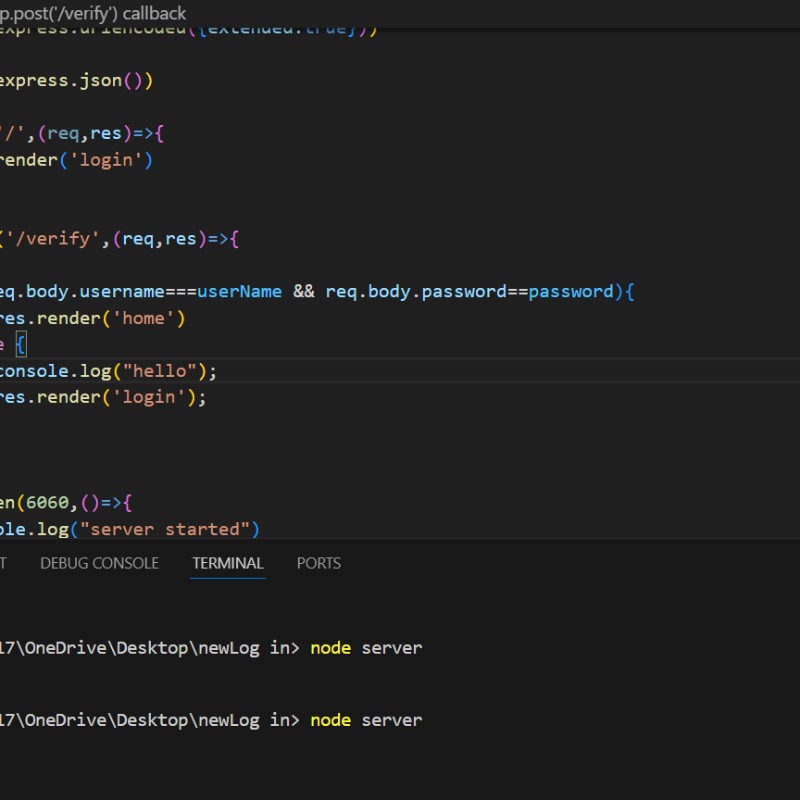 p.post('/verify') callback
express.urlencoded({extended:true}))
express.json())
'/',(req,res)=>{
render('login')
('/verify',(req,res)=>{
eq.body.username===userName && req.body.password==password){
res.render('home')
e {
console.log("hello");
res.render('login');
en(6060,()=>{
ole.log("server started")
T DEBUG CONSOLE TERMINAL PORTS
17\OneDrive\Desktop\newLog in> node server
17\OneDrive\Desktop\newLog in> node server